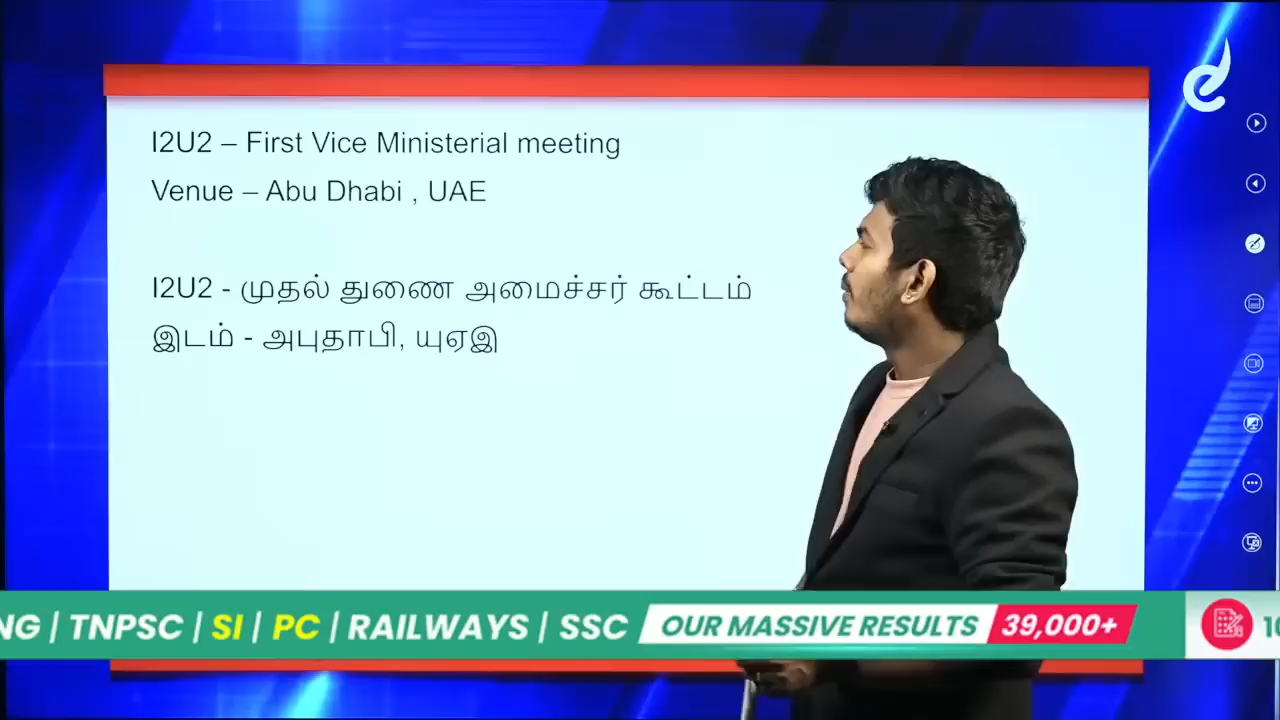 I2U2 – First Vice Ministerial meeting
Venue – Abu Dhabi , UAE
I2U2 - முதல் துணை அமைச்சர் கூட்டம்
இடம் - அபுதாபி, யுஏஇ
NG | TNPSC | SI | PC | RAILWAYS | SSC OUR MASSIVE RESULTS 39,000+ 10